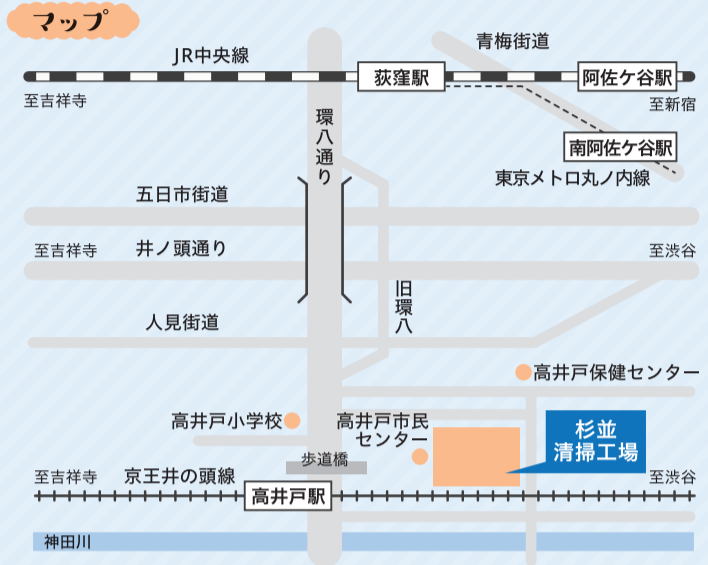 マップ
青梅街道
JR中央線
荻窪駅
阿佐ケ谷駅
至吉祥寺
至新宿
環八通り
南阿佐ケ谷駅
東京メトロ丸ノ内線
五日市街道
至吉祥寺
井ノ頭通り
至渋谷
旧環八
人見街道
高井戸保健センター
高井戸小学校
高井戸市民
センター
杉並
清掃工場
歩道橋
至吉祥寺
京王井の頭線
至渋谷
高井戸駅
神田川